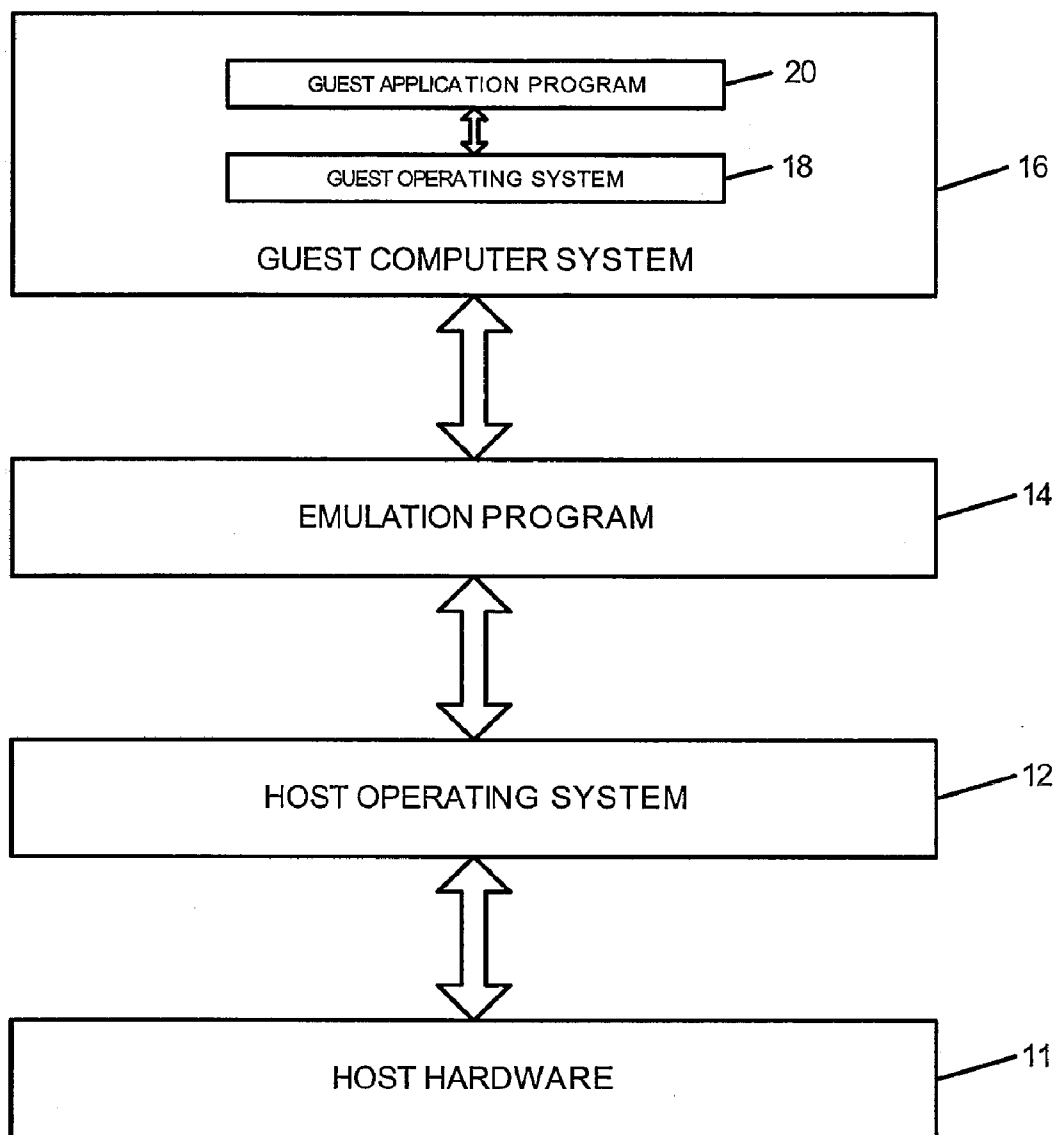 GUEST APPLICATION PROGRAM
20
GUEST OPERATING SYSTEM
18
16
GUEST COMPUTER SYSTEM
EMULATION PROGRAM
14
HOST OPERATING SYSTEM
12
HOST HARDWARE
11